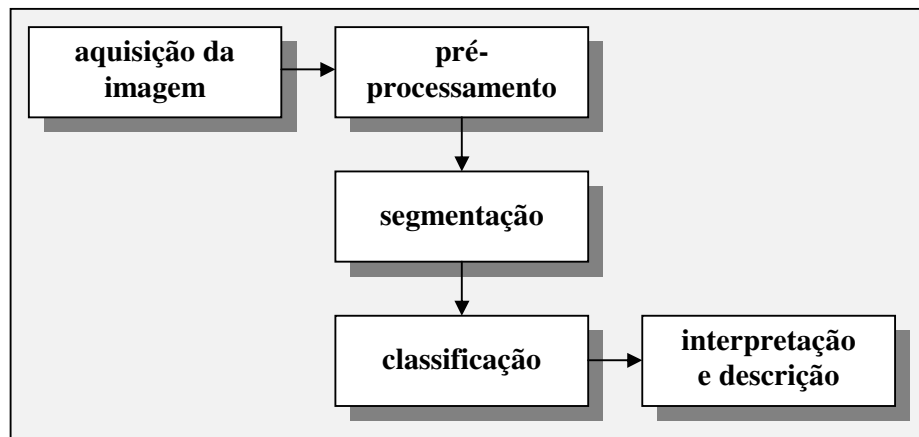 aquisição da
imagem
pré-
processamento
segmentação
classificação
interpretação
e descrição